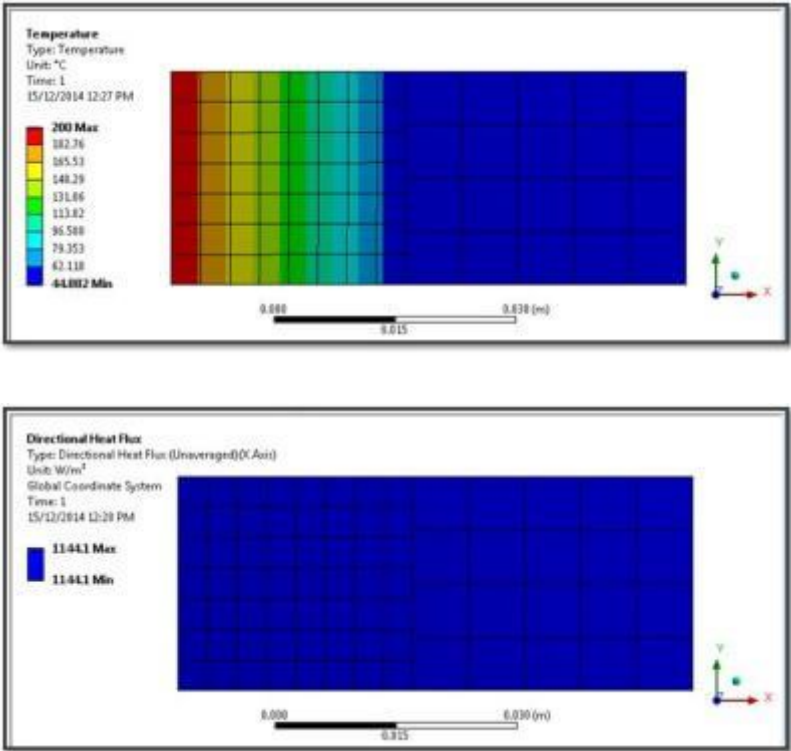 Temperature
Type: Temperature
Unit: °C
Time: 1
15/12/2014 12:27 PM
200 Max
182.76
165.53
148.29
131.06
113.82
96.588
79.353
62.118
44.882 Min
0.000
0.030 (m)
0.015
Y
Z
X
Directional Heat Flux
Type: Directional Heat Flux (Unaveraged)(X Axis)
Unit: W/m²
Global Coordinate System
Time: 1
15/12/2014 12:28 PM
1144.1 Max
1144.1 Min
0.000
0.030 (m)
0.015
Y
Z
X